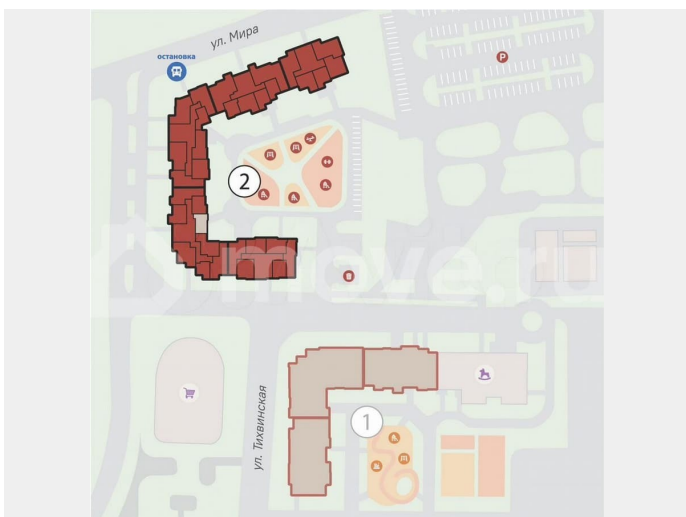 ул. Мира
остановка
P
2
move.ru
ул. Тихвинская
1